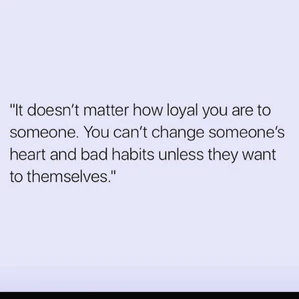 "It doesn’t matter how loyal you are to
someone. You can’t change someone’s
heart and bad habits unless they want
to themselves."